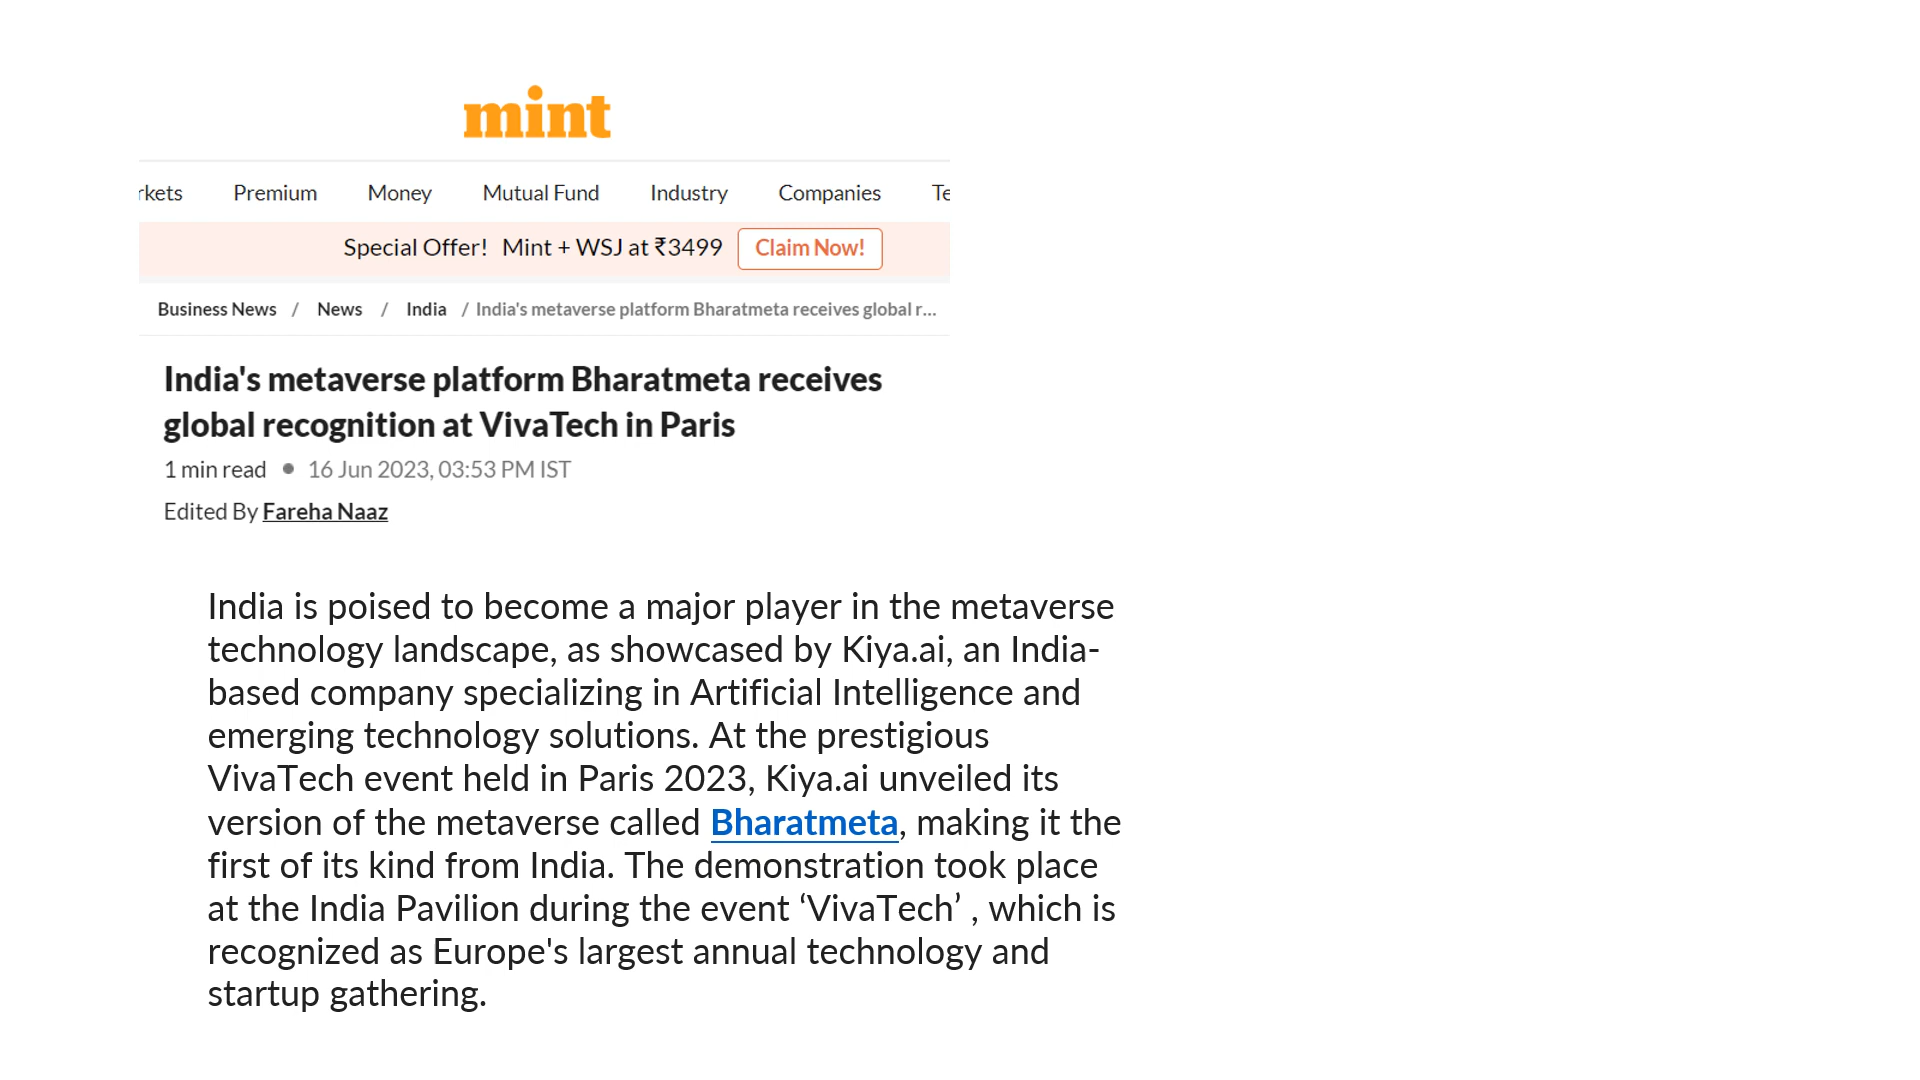 mint
rkets Premium Money Mutual Fund Industry Companies Te
Special Offer! Mint + WSJ at ₹3499 Claim Now!
Business News / News / India / India's metaverse platform Bharatmeta receives global r...
India's metaverse platform Bharatmeta receives
global recognition at VivaTech in Paris
1 min read ● 16 Jun 2023, 03:53 PM IST
Edited By Fareha Naaz
India is poised to become a major player in the metaverse
technology landscape, as showcased by Kiya.ai, an India-
based company specializing in Artificial Intelligence and
emerging technology solutions. At the prestigious
VivaTech event held in Paris 2023, Kiya.ai unveiled its
version of the metaverse called Bharatmeta, making it the
first of its kind from India. The demonstration took place
at the India Pavilion during the event ‘VivaTech’ , which is
recognized as Europe's largest annual technology and
startup gathering.